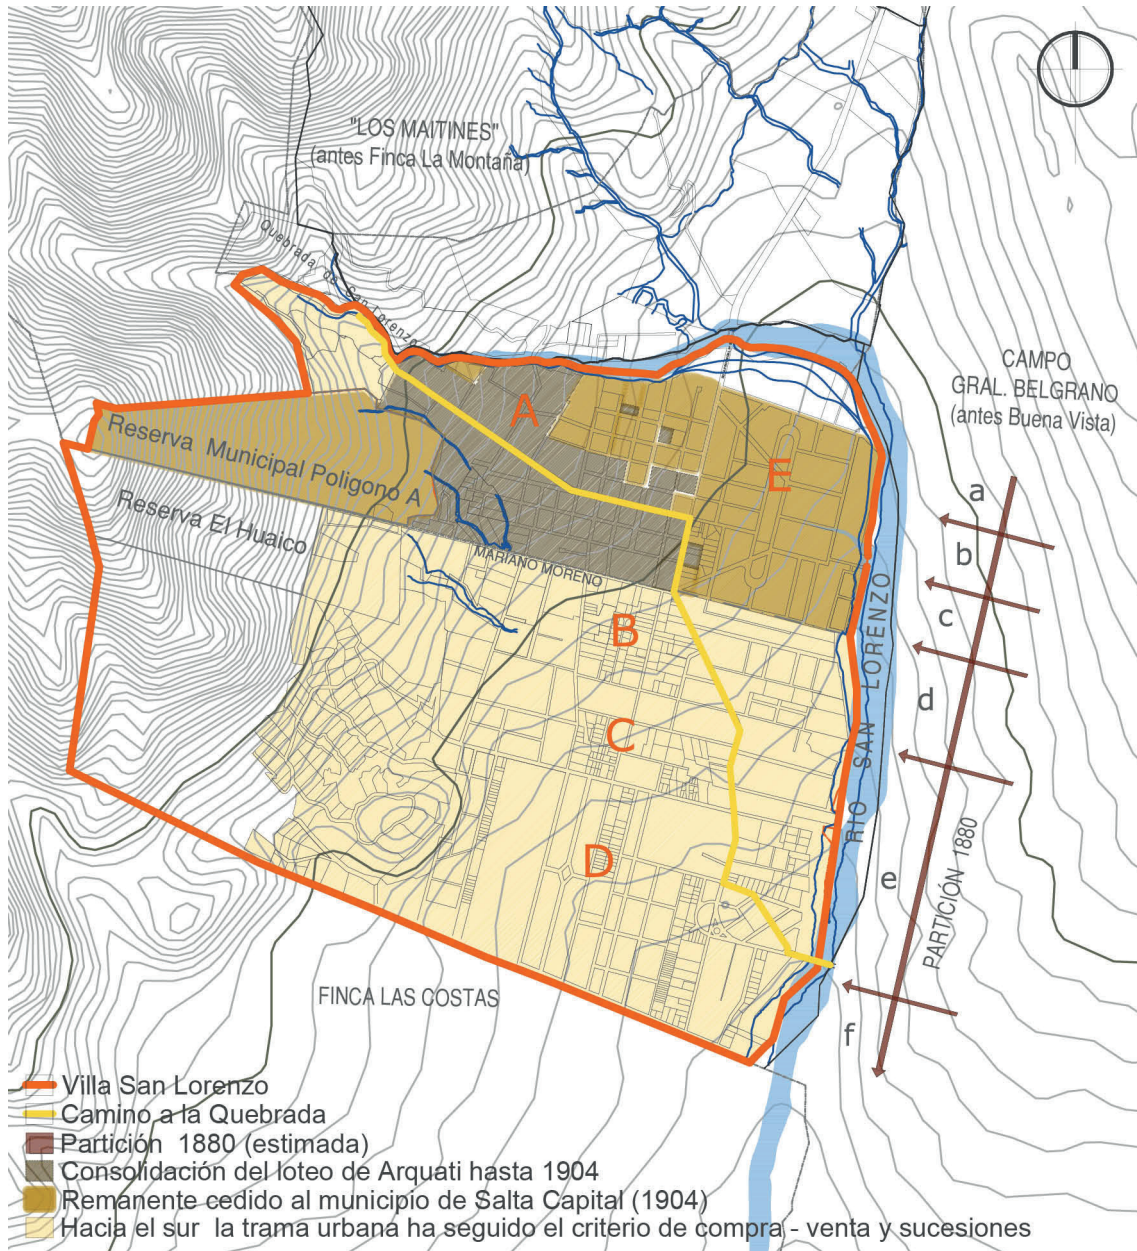 "LOS MAITINES"
(antes Finca La Montaña)
Quebrada de San Lorenzo
CAMPO
GRAL. BELGRANO
(antes Buena Vista)
A
E
Reserva Municipal Poligono A
Reserva El Huaico
MARIANO MORENO
B
C
D
RIO SAN LORENZO
a
b
c
d
e
f
PARTICIÓN 1880
FINCA LAS COSTAS
Villa San Lorenzo
Camino a la Quebrada
Partición 1880 (estimada)
Consolidación del loteo de Arquati hasta 1904
Remanente cedido al municipio de Salta Capital (1904)
Hacia el sur la trama urbana ha seguido el criterio de compra - venta y sucesiones